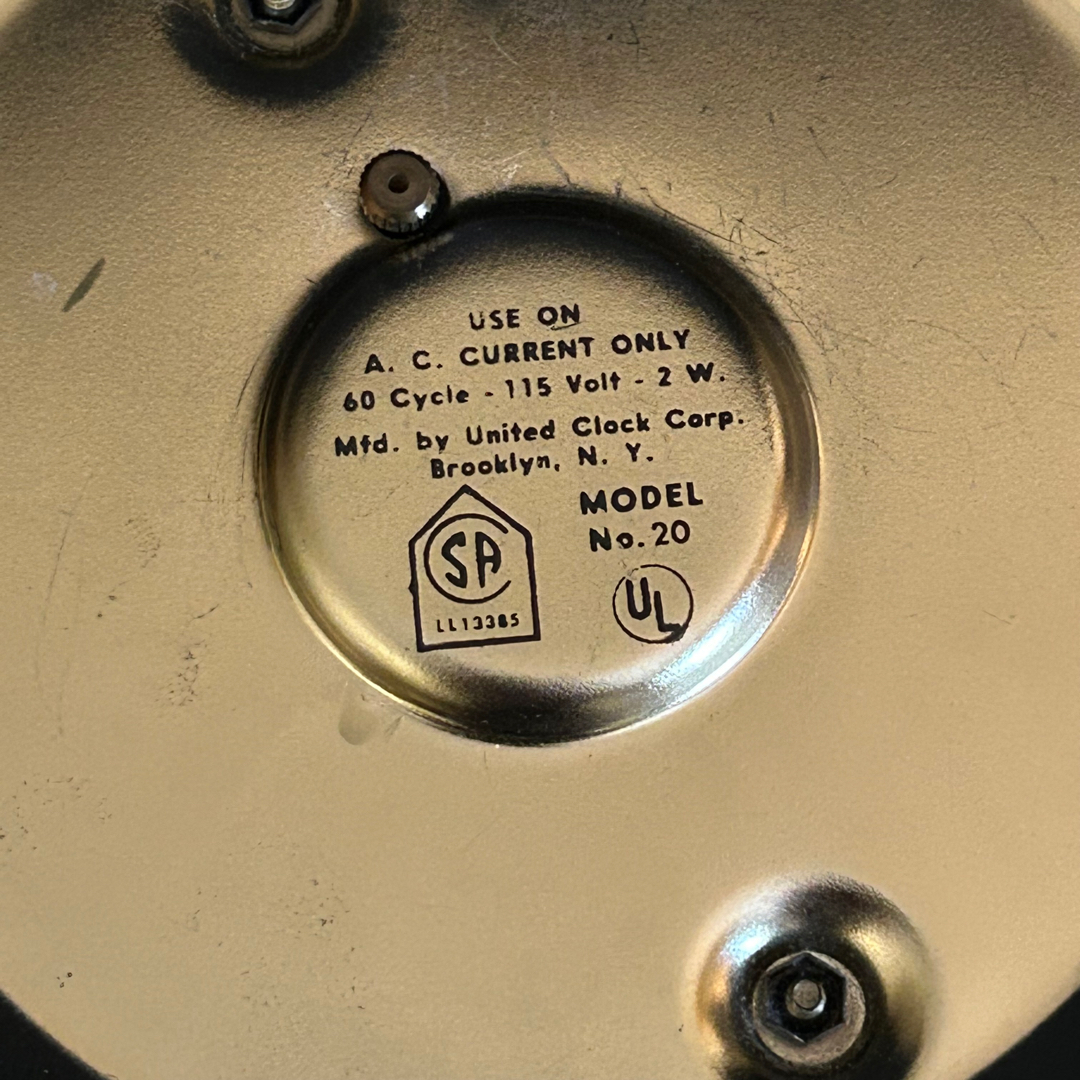 USE ON
A. C. CURRENT ONLY
60 Cycle - 115 Volt - 2 W.
Mfd. by United Clock Corp.
Brooklyn, N. Y.
MODEL
No. 20
SA
LL13385
UL